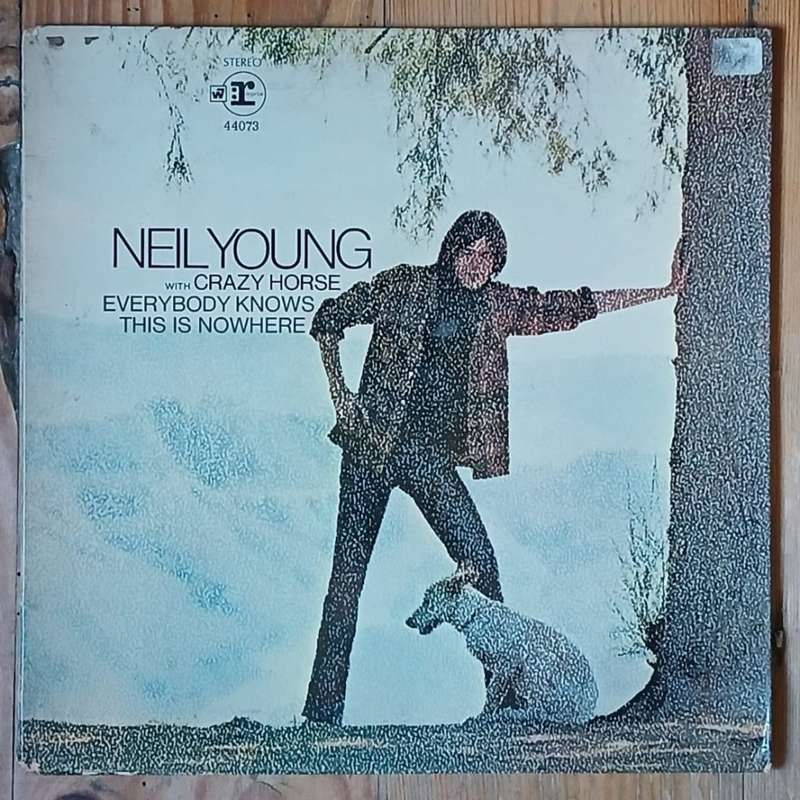 STEREO
W B r
44073
NEIL YOUNG
WITH CRAZY HORSE
EVERYBODY KNOWS
THIS IS NOWHERE